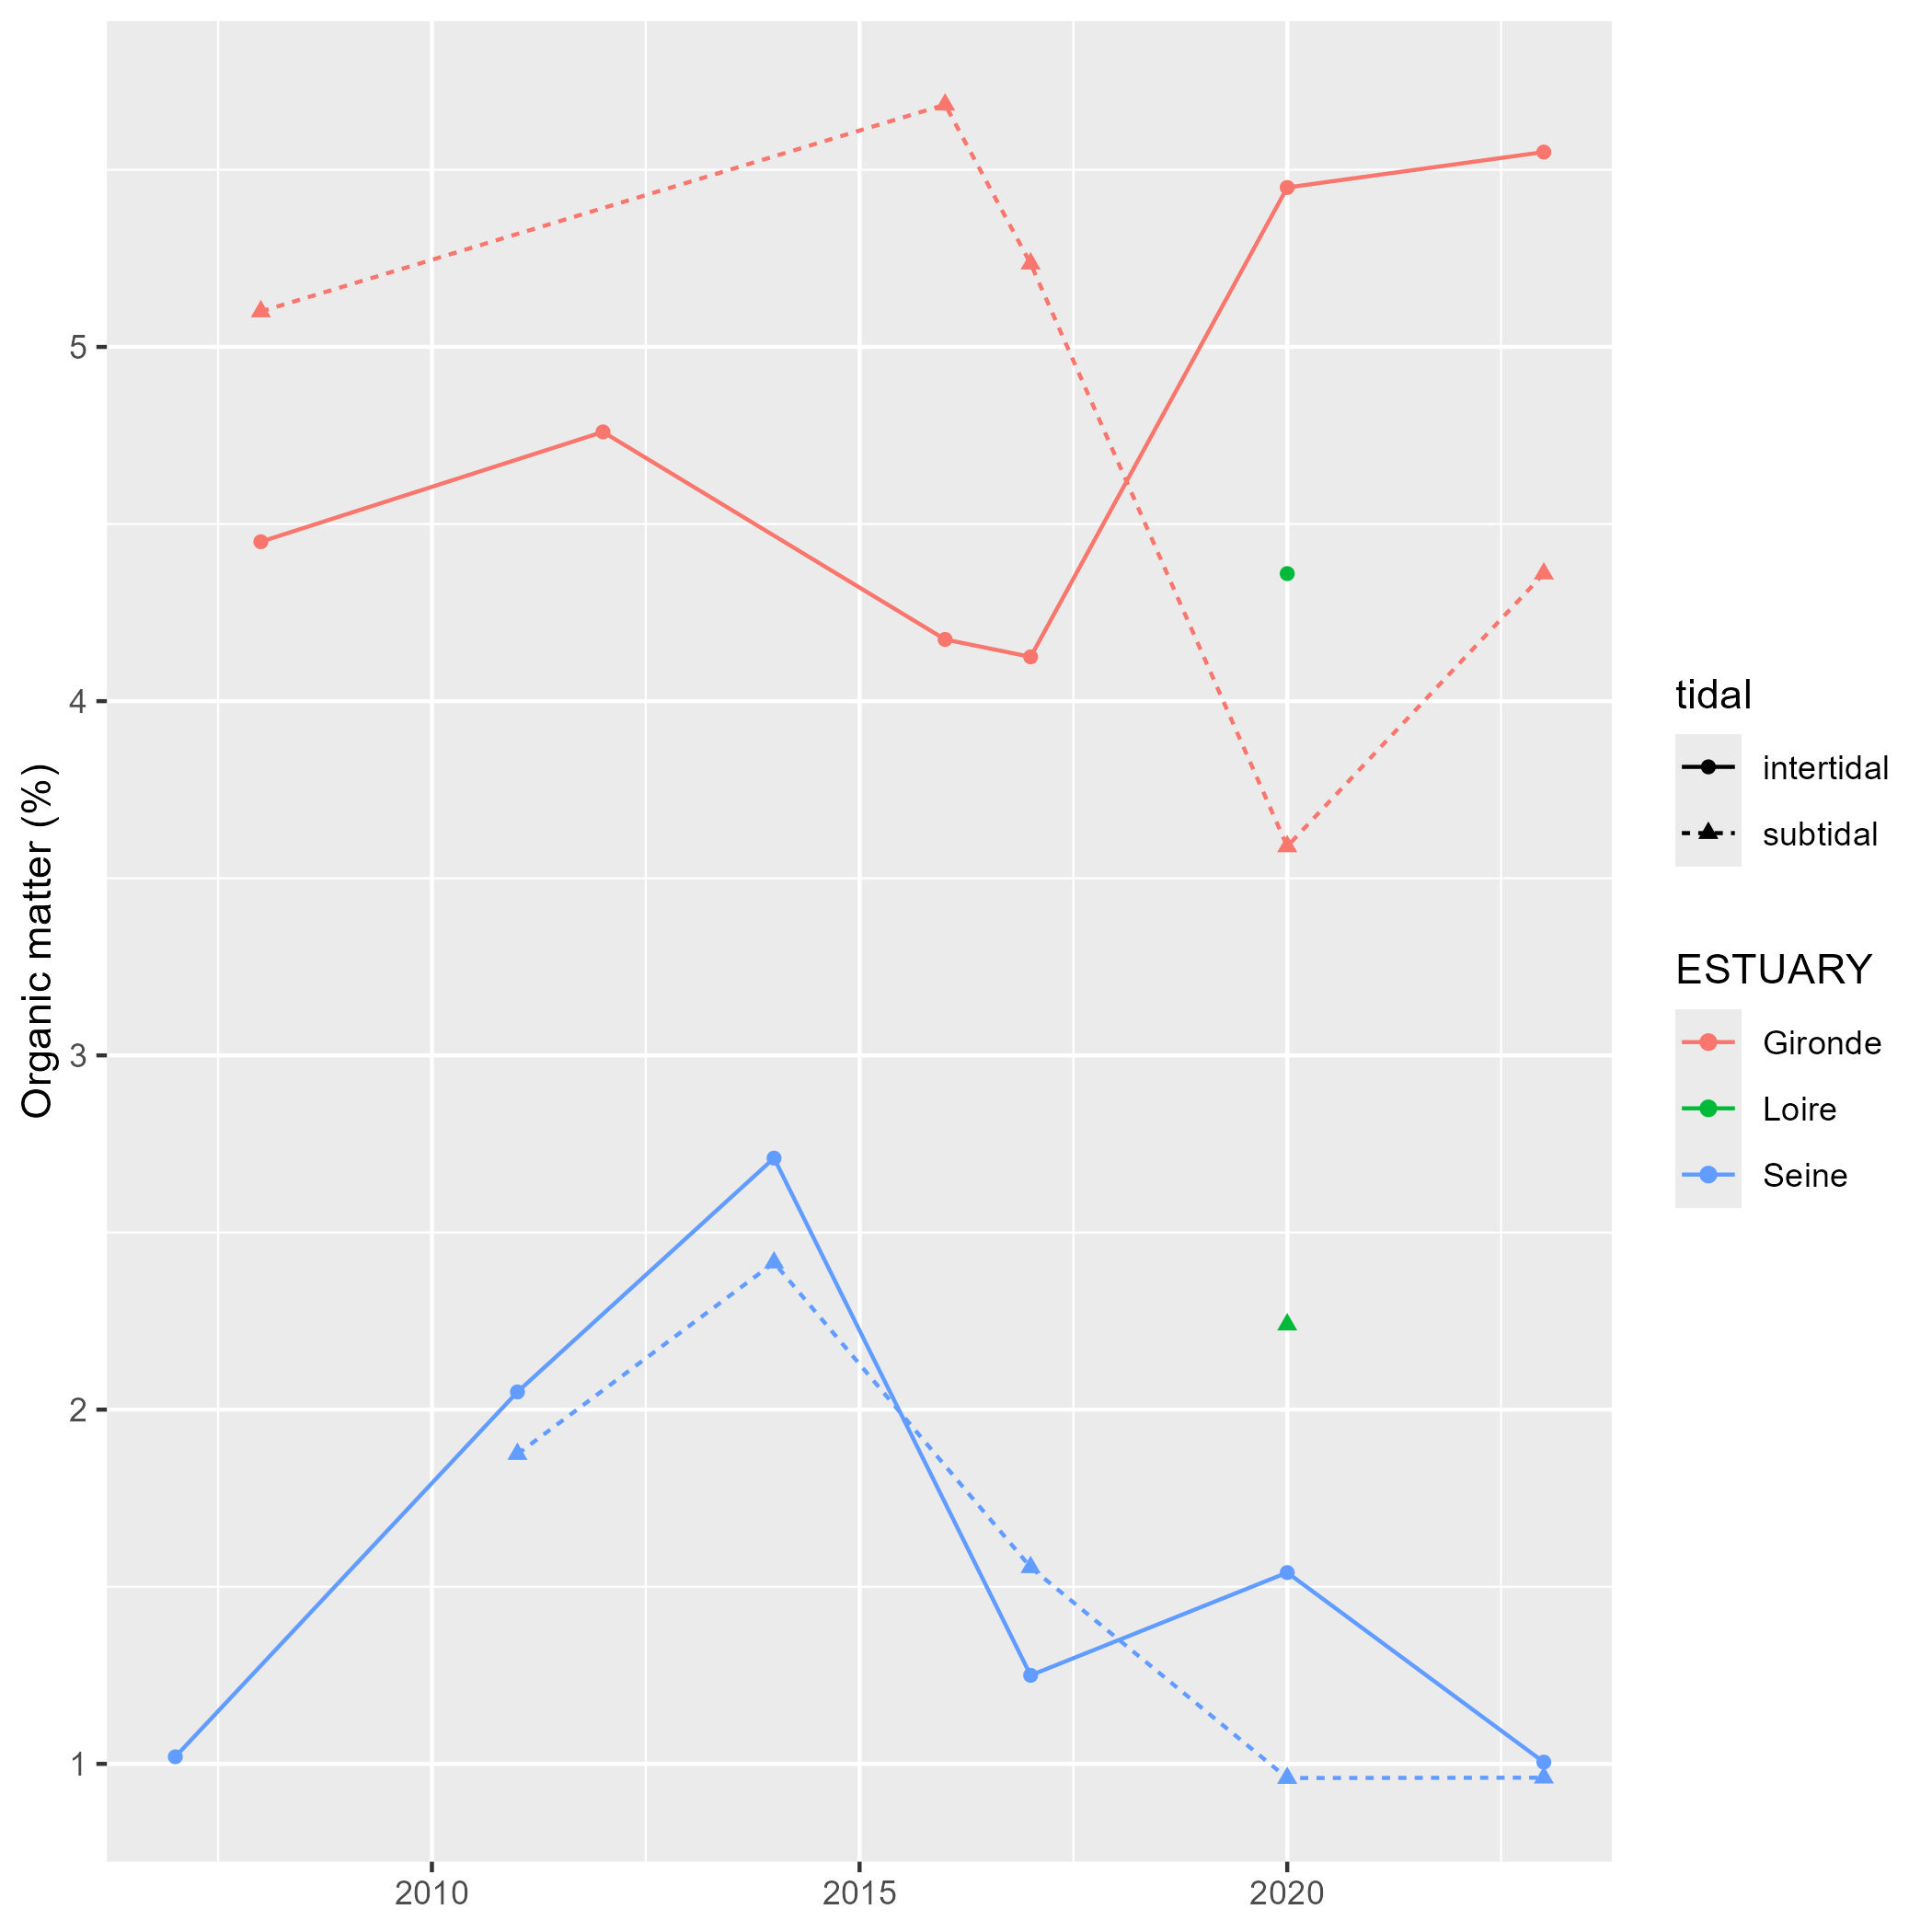 Organic matter (%)
5
4
3
2
1
2010
2015
2020
tidal
intertidal
subtidal
ESTUARY
Gironde
Loire
Seine